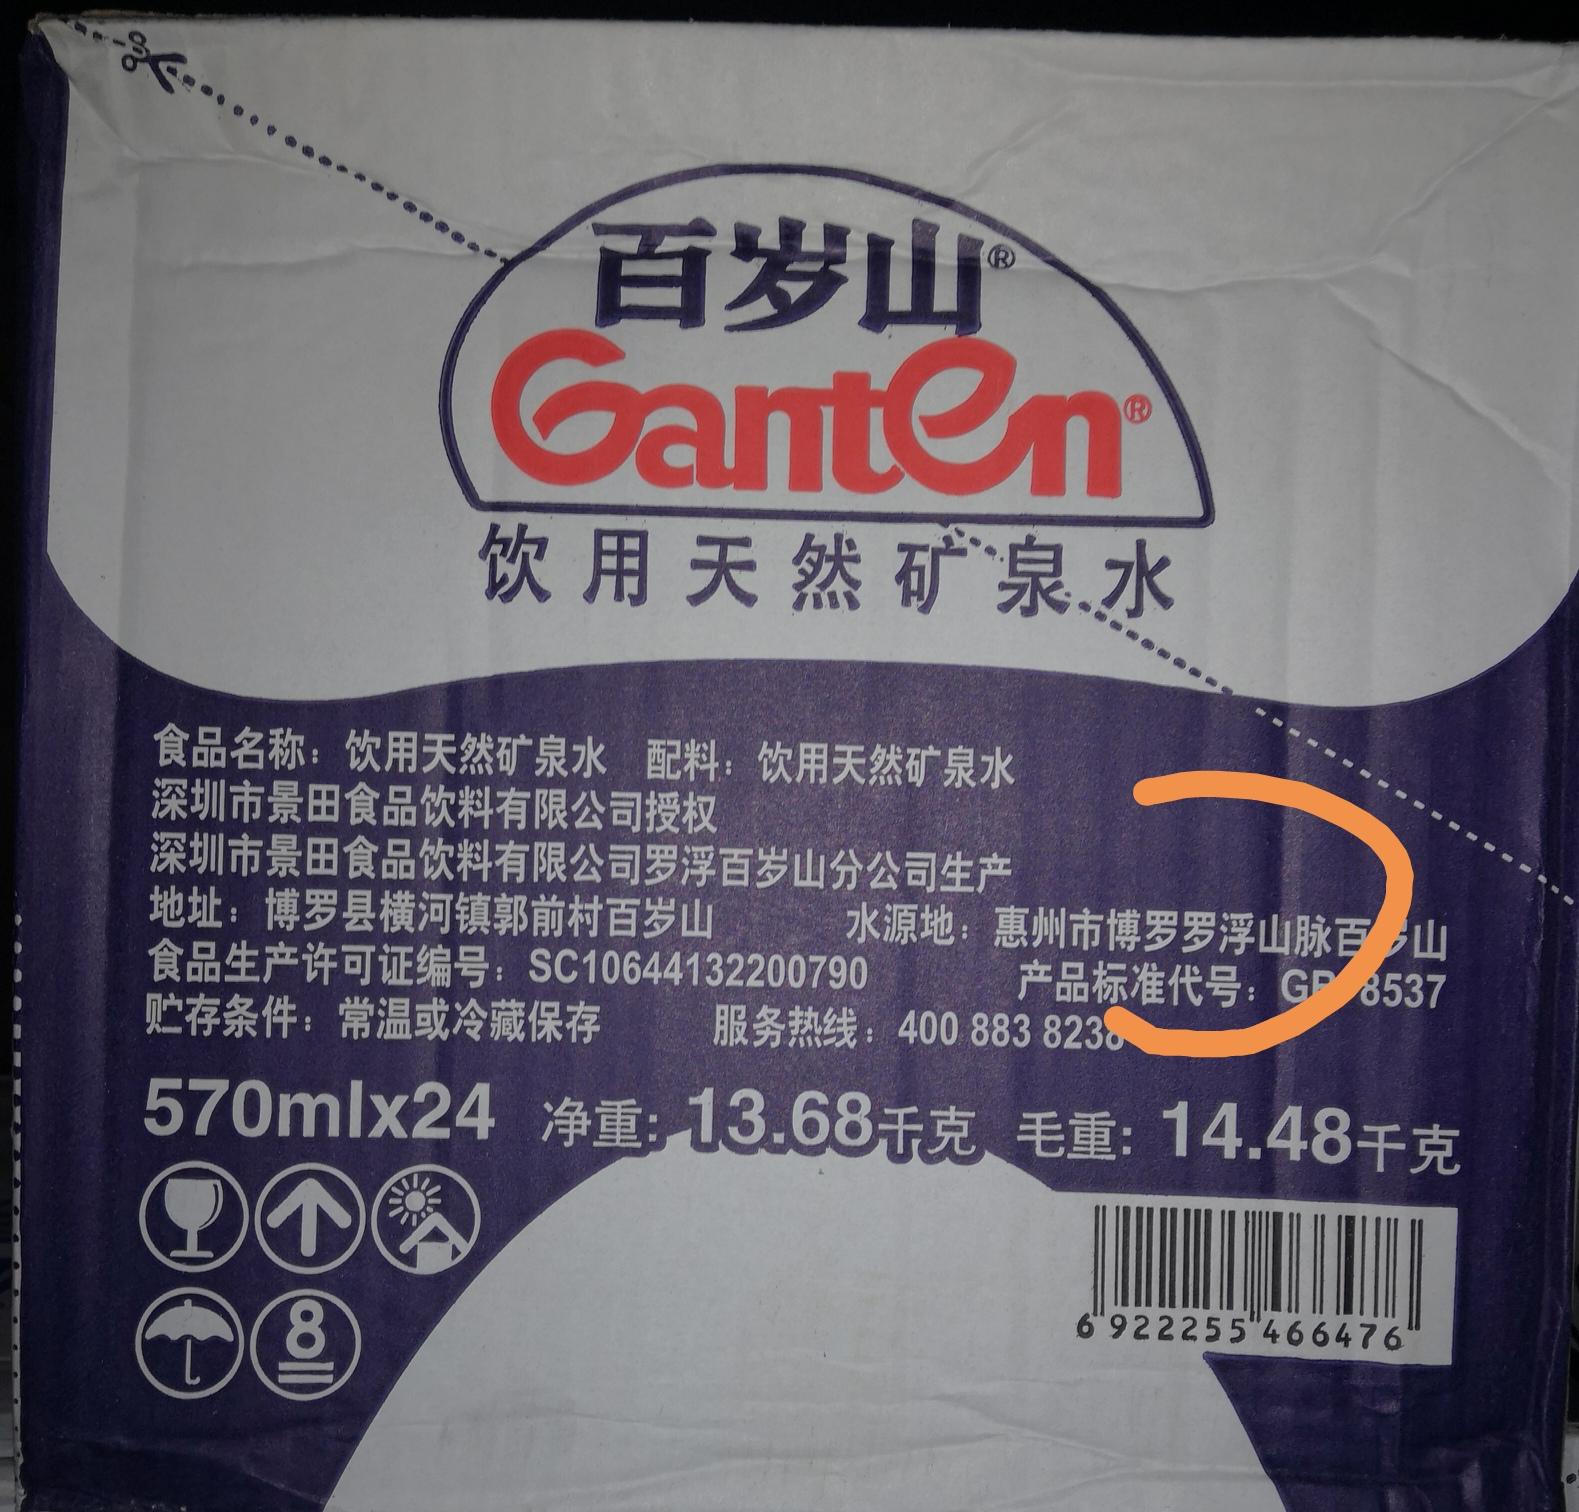 百岁山®
Ganten®
饮用天然矿泉水
食品名称：饮用天然矿泉水 配料：饮用天然矿泉水
深圳市景田食品饮料有限公司授权
深圳市景田食品饮料有限公司罗浮百岁山分公司生产
地址：博罗县横河镇郭前村百岁山 水源地：惠州市博罗罗浮山脉百岁山
食品生产许可证编号：SC10644132200790 产品标准代号：GB 8537
贮存条件：常温或冷藏保存 服务热线：400 883 8238
570mlx24 净重：13.68千克 毛重：14.48千克
8
6 922255 466476